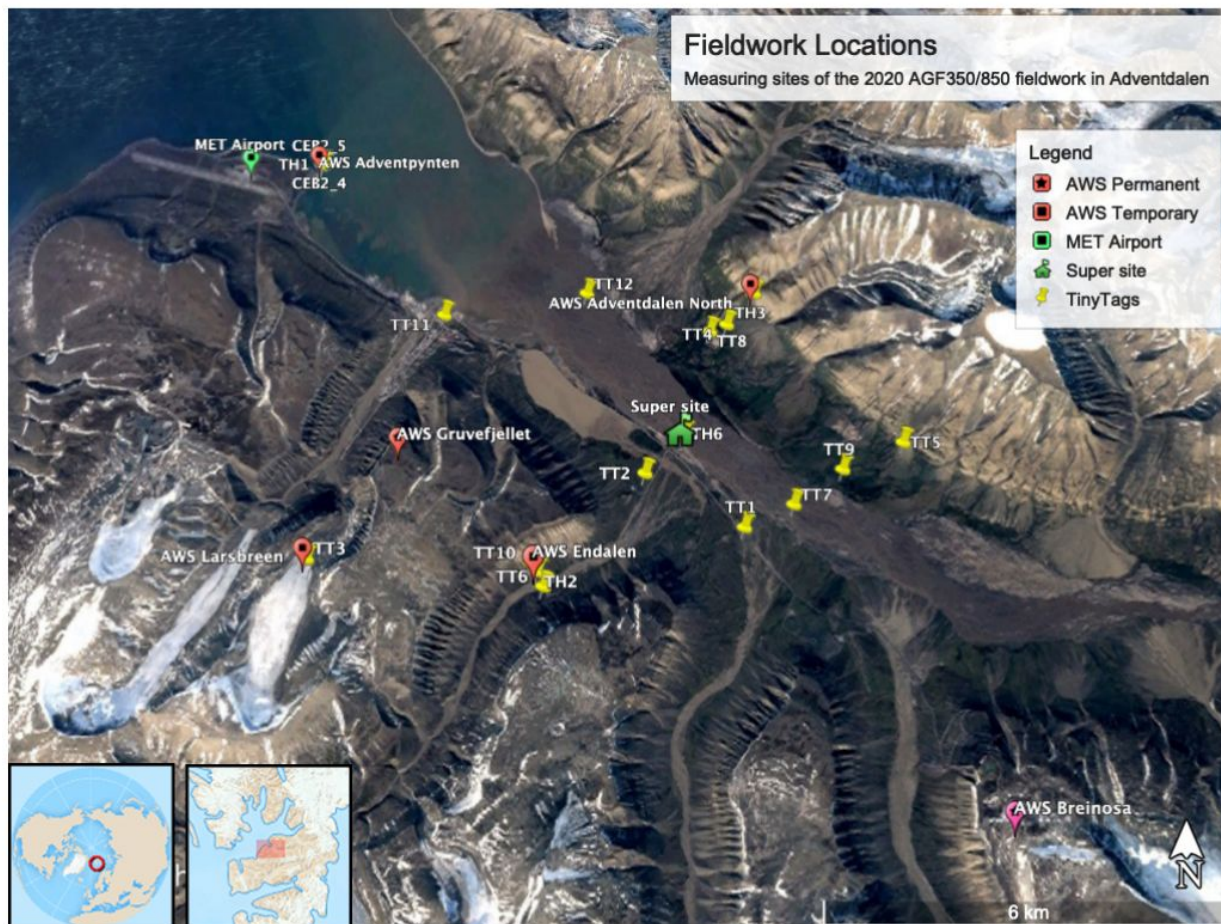 Fieldwork Locations
Measuring sites of the 2020 AGF350/850 fieldwork in Adventdalen
Legend
AWS Permanent
AWS Temporary
MET Airport
Super site
TinyTags
MET Airport
CEB2_5
TH1
AWS Adventpynten
CEB2_4
TT12
AWS Adventdalen North
TH3
TT11
TT4
TT8
Super site
TH6
AWS Gruvefjellet
TT5
TT9
TT2
TT7
TT1
AWS Larsbreen
TT3
TT10
AWS Endalen
TT6
TH2
AWS Breinosa
N
6 km